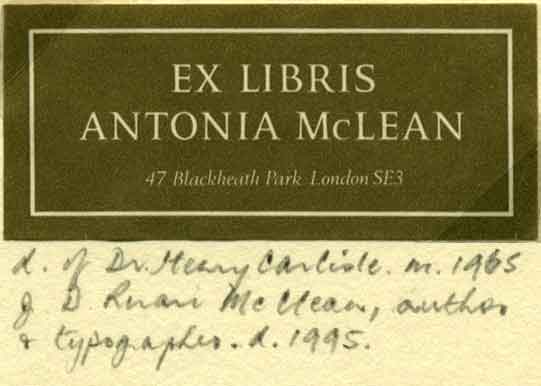 EX LIBRIS
ANTONIA McLEAN
47 Blackheath Park London SE3
d. of Dr. Henry Carlisle. m. 1965
J. D. Ruari McLean, author
& typographer. d. 1995.